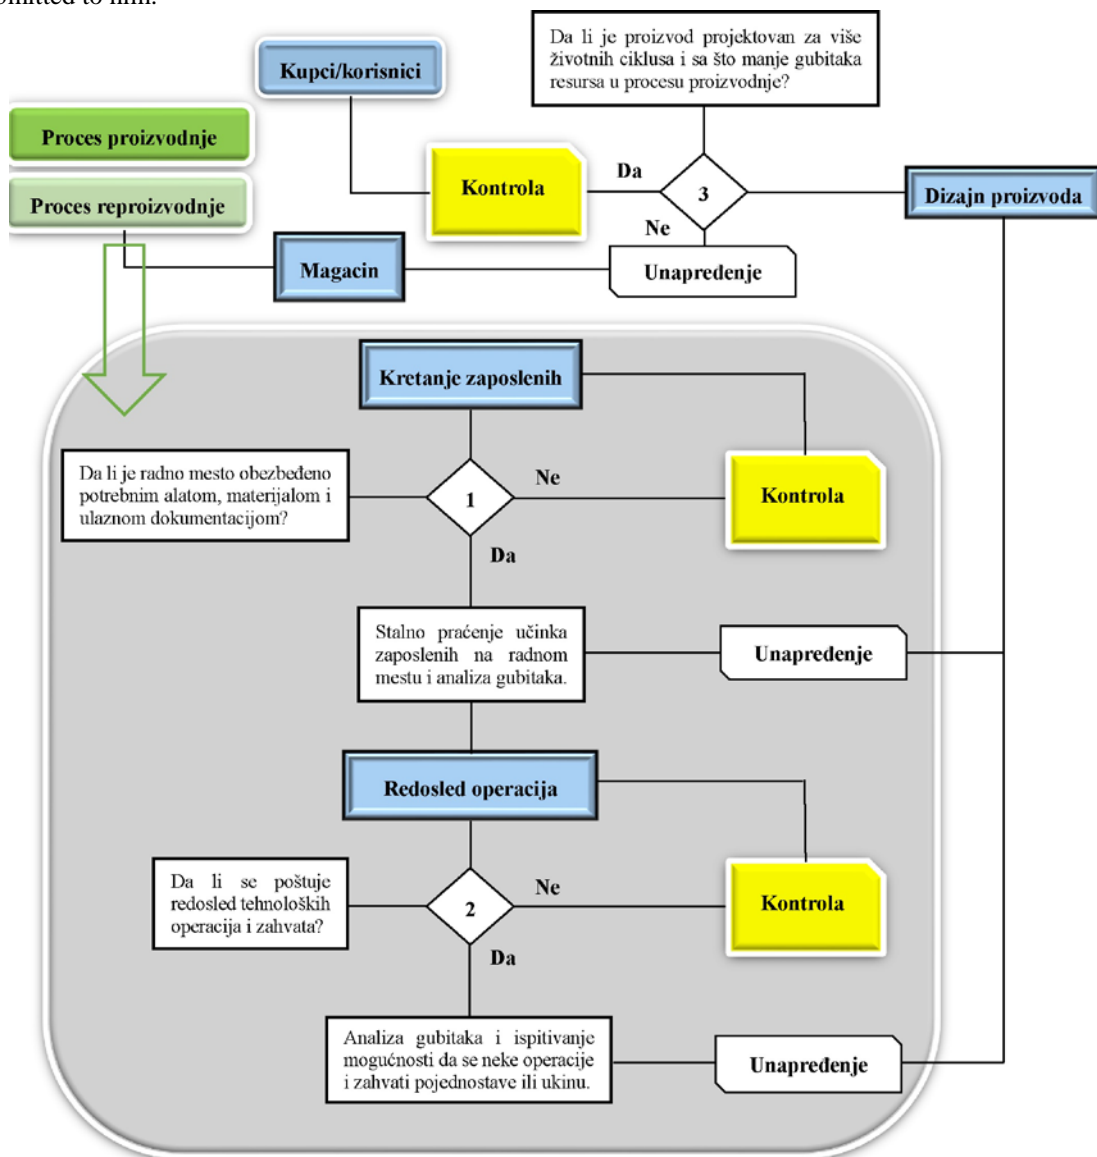 omitted to him.
Da li je proizvod projektovan za više
životnih ciklusa i sa što manje gubitaka
resursa u procesu proizvodnje?
Kupci/korisnici
Proces proizvodnje
Kontrola
Da
3
Dizajn proizvoda
Proces reproizvodnje
Ne
Magacin
Unapređenje
Kretanje zaposlenih
Da li je radno mesto obezbeđeno
potrebnim alatom, materijalom i
ulaznom dokumentacijom?
1
Ne
Kontrola
Da
Stalno praćenje učinka
zaposlenih na radnom
mestu i analiza gubitaka.
Unapređenje
Redosled operacija
Da li se poštuje
redosled tehnoloških
operacija i zahvata?
2
Ne
Kontrola
Da
Analiza gubitaka i ispitivanje
mogućnosti da se neke operacije
i zahvati pojednostave ili ukinu.
Unapređenje